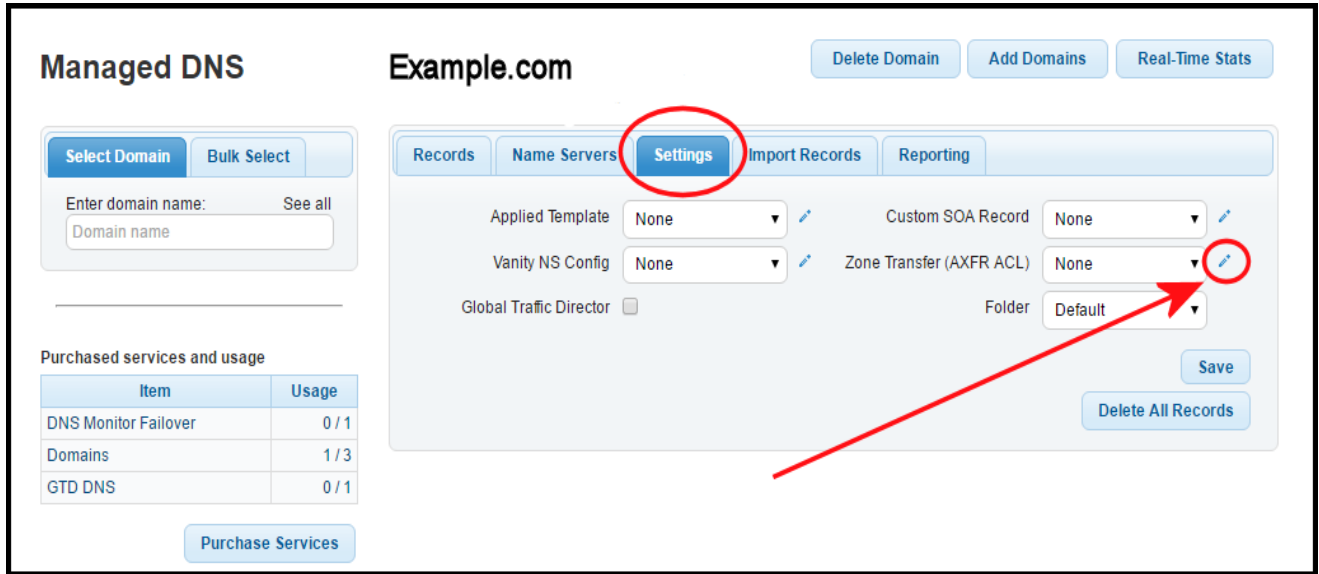 Managed DNS
Example.com
Delete Domain
Add Domains
Real-Time Stats
Select Domain
Bulk Select
Enter domain name:
See all
Domain name
Purchased services and usage
Item Usage
DNS Monitor Failover 0 / 1
Domains 1 / 3
GTD DNS 0 / 1
Purchase Services
Records
Name Servers
Settings
Import Records
Reporting
Applied Template None
Custom SOA Record None
Vanity NS Config None
Zone Transfer (AXFR ACL) None
Global Traffic Director
Folder Default
Save
Delete All Records